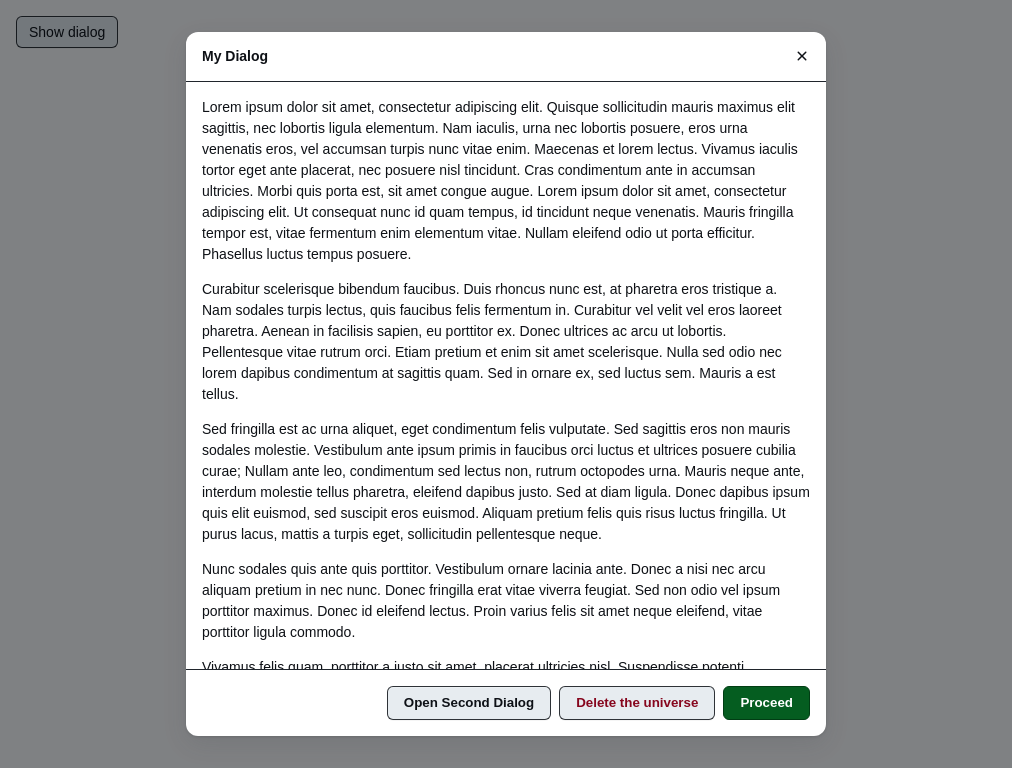 Show dialog
My Dialog
Lorem ipsum dolor sit amet, consectetur adipiscing elit. Quisque sollicitudin mauris maximus elit
sagittis, nec lobortis ligula elementum. Nam iaculis, urna nec lobortis posuere, eros urna
venenatis eros, vel accumsan turpis nunc vitae enim. Maecenas et lorem lectus. Vivamus iaculis
tortor eget ante placerat, nec posuere nisl tincidunt. Cras condimentum ante in accumsan
ultricies. Morbi quis porta est, sit amet congue augue. Lorem ipsum dolor sit amet, consectetur
adipiscing elit. Ut consequat nunc id quam tempus, id tincidunt neque venenatis. Mauris fringilla
tempor est, vitae fermentum enim elementum vitae. Nullam eleifend odio ut porta efficitur.
Phasellus luctus tempus posuere.
Curabitur scelerisque bibendum faucibus. Duis rhoncus nunc est, at pharetra eros tristique a.
Nam sodales turpis lectus, quis faucibus felis fermentum in. Curabitur vel velit vel eros laoreet
pharetra. Aenean in facilisis sapien, eu porttitor ex. Donec ultrices ac arcu ut lobortis.
Pellentesque vitae rutrum orci. Etiam pretium et enim sit amet scelerisque. Nulla sed odio nec
lorem dapibus condimentum at sagittis quam. Sed in ornare ex, sed luctus sem. Mauris a est
tellus.
Sed fringilla est ac urna aliquet, eget condimentum felis vulputate. Sed sagittis eros non mauris
sodales molestie. Vestibulum ante ipsum primis in faucibus orci luctus et ultrices posuere cubilia
curae; Nullam ante leo, condimentum sed lectus non, rutrum octopodes urna. Mauris neque ante,
interdum molestie tellus pharetra, eleifend dapibus justo. Sed at diam ligula. Donec dapibus ipsum
quis elit euismod, sed suscipit eros euismod. Aliquam pretium felis quis risus luctus fringilla. Ut
purus lacus, mattis a turpis eget, sollicitudin pellentesque neque.
Nunc sodales quis ante quis porttitor. Vestibulum ornare lacinia ante. Donec a nisi nec arcu
aliquam pretium in nec nunc. Donec fringilla erat vitae viverra feugiat. Sed non odio vel ipsum
porttitor maximus. Donec id eleifend lectus. Proin varius felis sit amet neque eleifend, vitae
porttitor ligula commodo.
Vivamus felis quam, porttitor a justo sit amet, placerat ultricies nisl. Suspendisse potenti.
Open Second Dialog
Delete the universe
Proceed